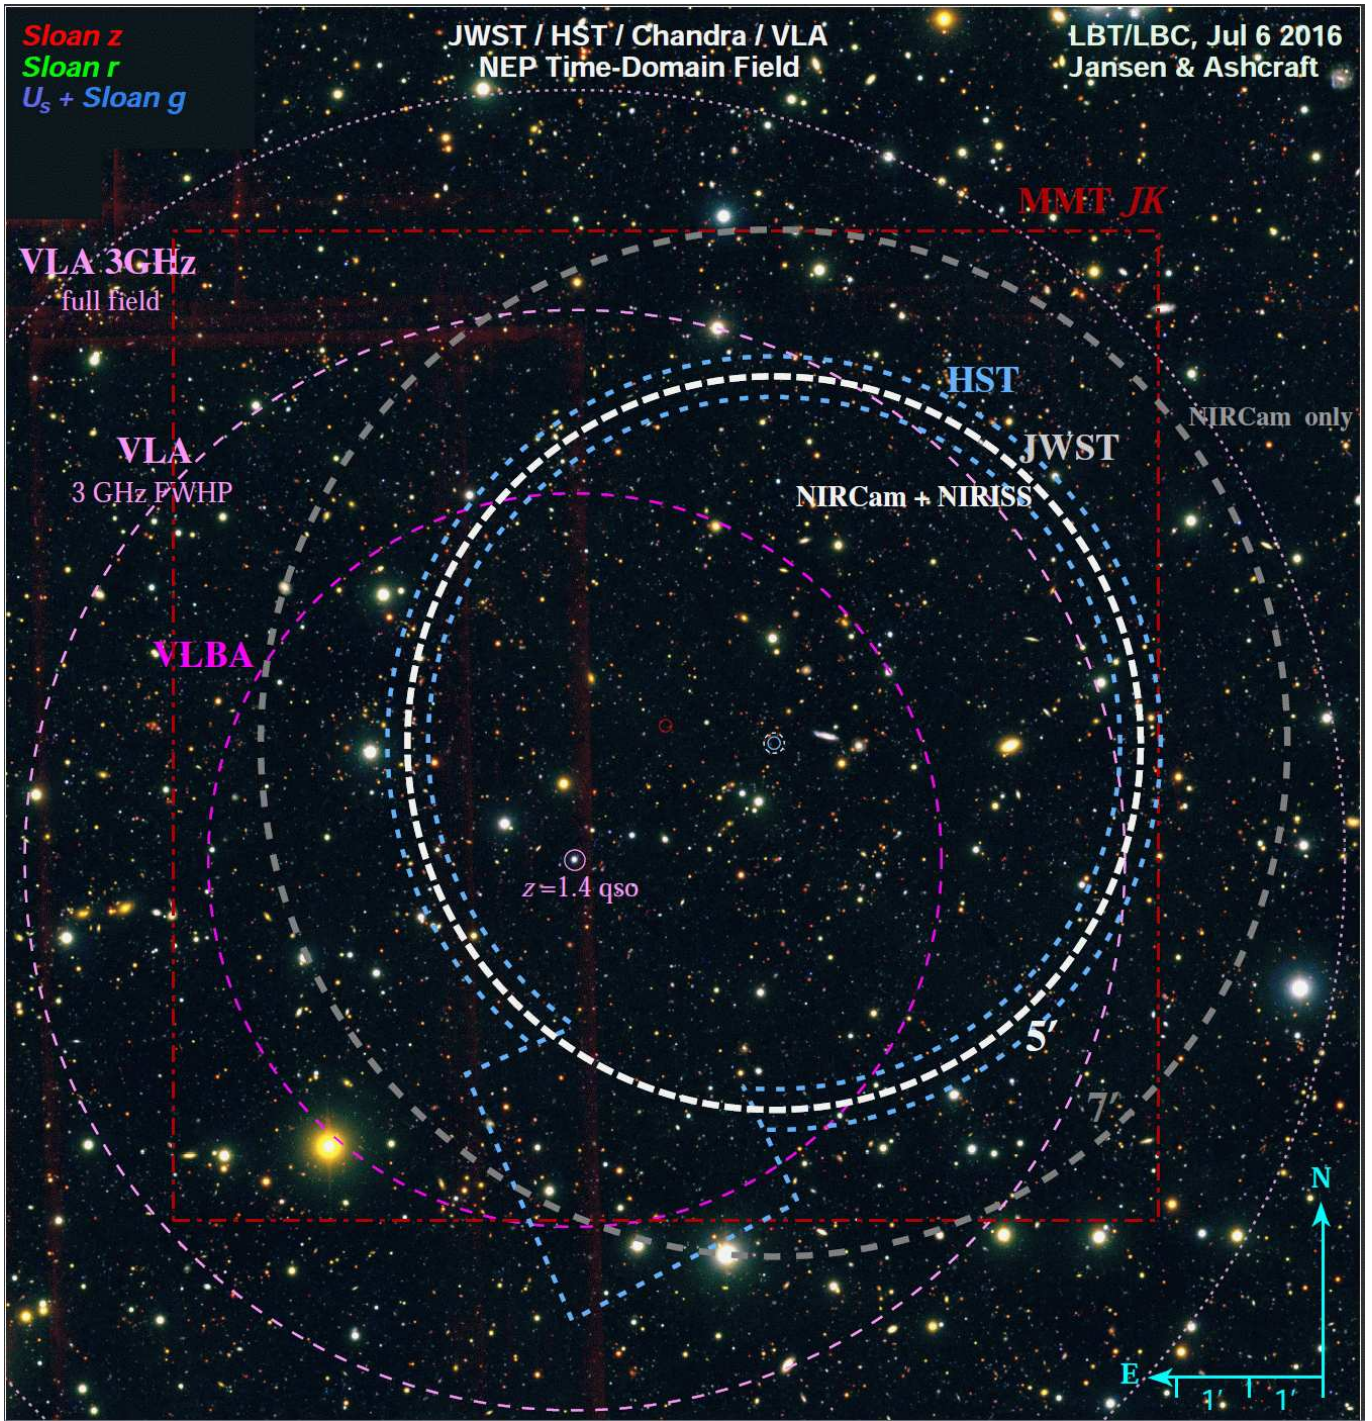 Sloan z
Sloan r
Us + Sloan g
JWST / HST / Chandra / VLA
NEP Time-Domain Field
LBT/LBC, Jul 6 2016
Jansen & Ashcraft
MMT JK
VLA 3GHz
full field
HST
NIRCam only
VLA
3 GHz FWHP
JWST
NIRCam + NIRISS
VLBA
z=1.4 qso
5′
7′
N
E
1′ 1′